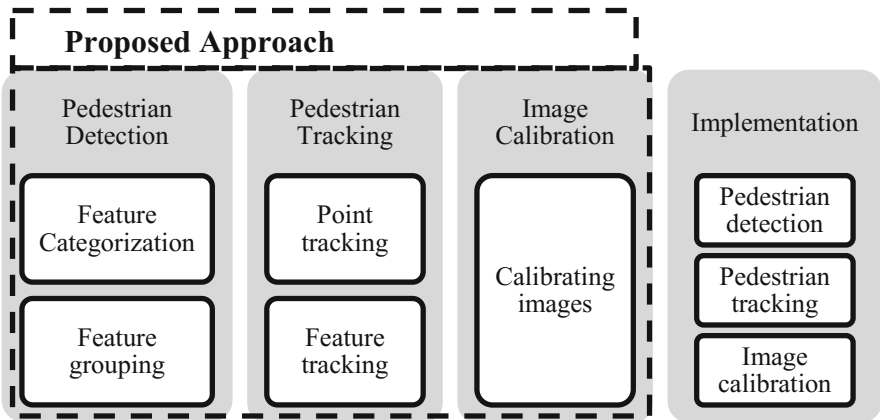 Proposed Approach
Pedestrian
Detection
Feature
Categorization
Feature
grouping
Pedestrian
Tracking
Point
tracking
Feature
tracking
Image
Calibration
Calibrating
images
Implementation
Pedestrian
detection
Pedestrian
tracking
Image
calibration